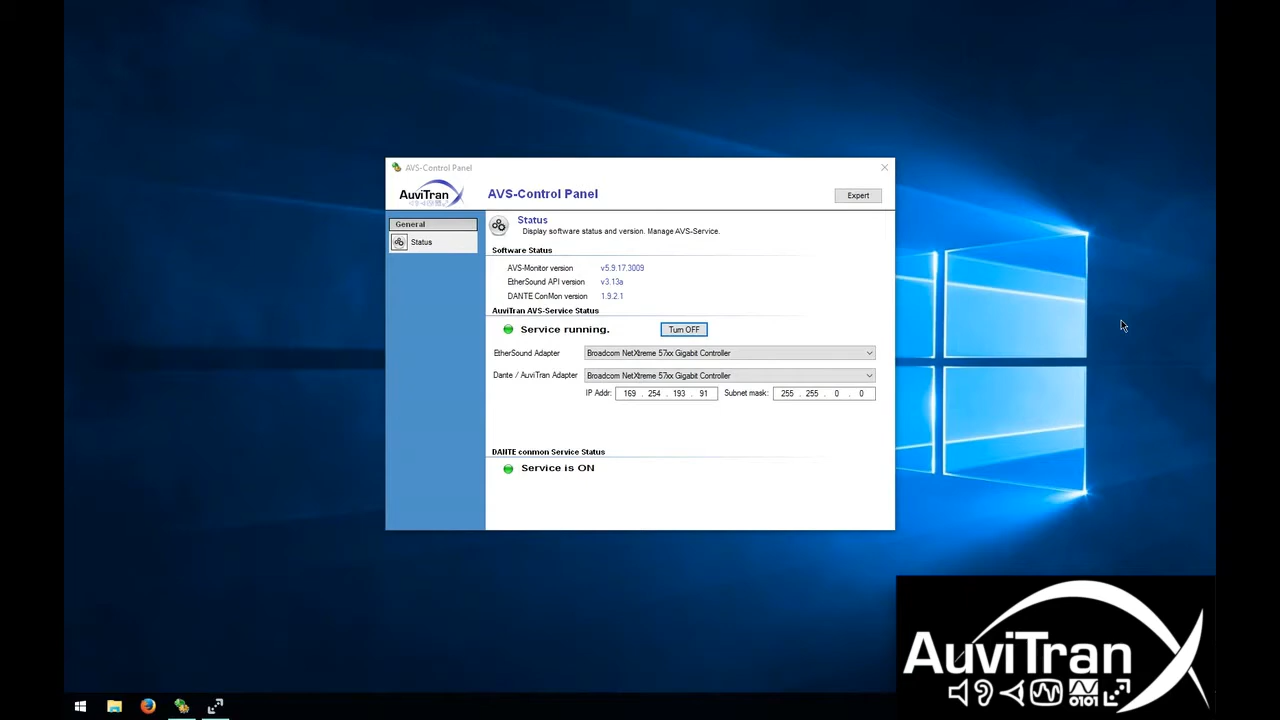 AVS-Control Panel
AuviTran
AVS-Control Panel
Expert
General
Status
Status
Display software status and version. Manage AVS-Service.
Software Status
AVS-Monitor version v5.9.17.3009
EtherSound API version v3.13a
DANTE ConMon version 1.9.2.1
AuviTran AVS-Service Status
Service running. Turn OFF
EtherSound Adapter Broadcom NetXtreme 57xx Gigabit Controller
Dante / AuviTran Adapter Broadcom NetXtreme 57xx Gigabit Controller
IP Addr: 169 . 254 . 193 . 91 Subnet mask: 255 . 255 . 0 . 0
DANTE conmon Service Status
Service is ON
AuviTran
0101